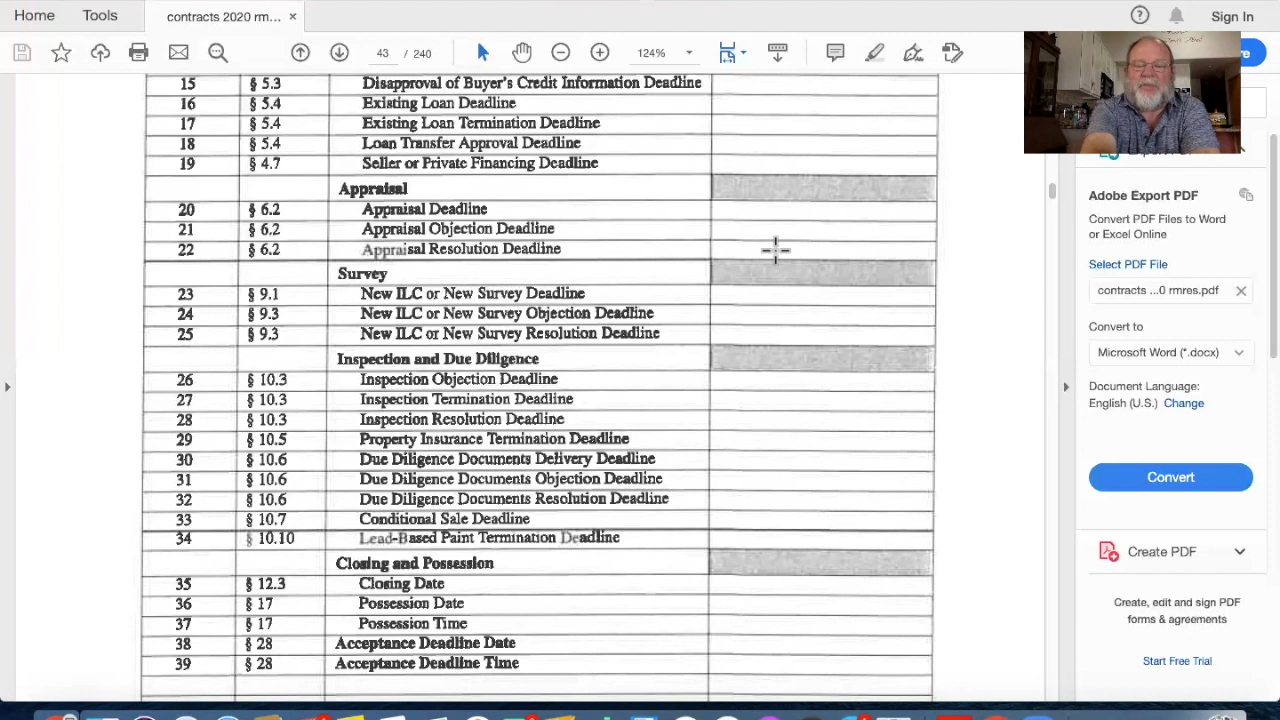 Home Tools contracts 2020 rm... × Sign In
43 / 240 124%
15 § 5.3 Disapproval of Buyer's Credit Information Deadline
16 § 5.4 Existing Loan Deadline
17 § 5.4 Existing Loan Termination Deadline
18 § 5.4 Loan Transfer Approval Deadline
19 § 4.7 Seller or Private Financing Deadline
Appraisal
20 § 6.2 Appraisal Deadline
21 § 6.2 Appraisal Objection Deadline
22 § 6.2 Appraisal Resolution Deadline
Survey
23 § 9.1 New ILC or New Survey Deadline
24 § 9.3 New ILC or New Survey Objection Deadline
25 § 9.3 New ILC or New Survey Resolution Deadline
Inspection and Due Diligence
26 § 10.3 Inspection Objection Deadline
27 § 10.3 Inspection Termination Deadline
28 § 10.3 Inspection Resolution Deadline
29 § 10.5 Property Insurance Termination Deadline
30 § 10.6 Due Diligence Documents Delivery Deadline
31 § 10.6 Due Diligence Documents Objection Deadline
32 § 10.6 Due Diligence Documents Resolution Deadline
33 § 10.7 Conditional Sale Deadline
34 § 10.10 Lead-Based Paint Termination Deadline
Closing and Possession
35 § 12.3 Closing Date
36 § 17 Possession Date
37 § 17 Possession Time
38 § 28 Acceptance Deadline Date
39 § 28 Acceptance Deadline Time
Adobe Export PDF
Convert PDF Files to Word
or Excel Online
Select PDF File
contracts ...0 rmres.pdf ×
Convert to
Microsoft Word (*.docx)
Document Language:
English (U.S.) Change
Convert
Create PDF
Create, edit and sign PDF
forms & agreements
Start Free Trial